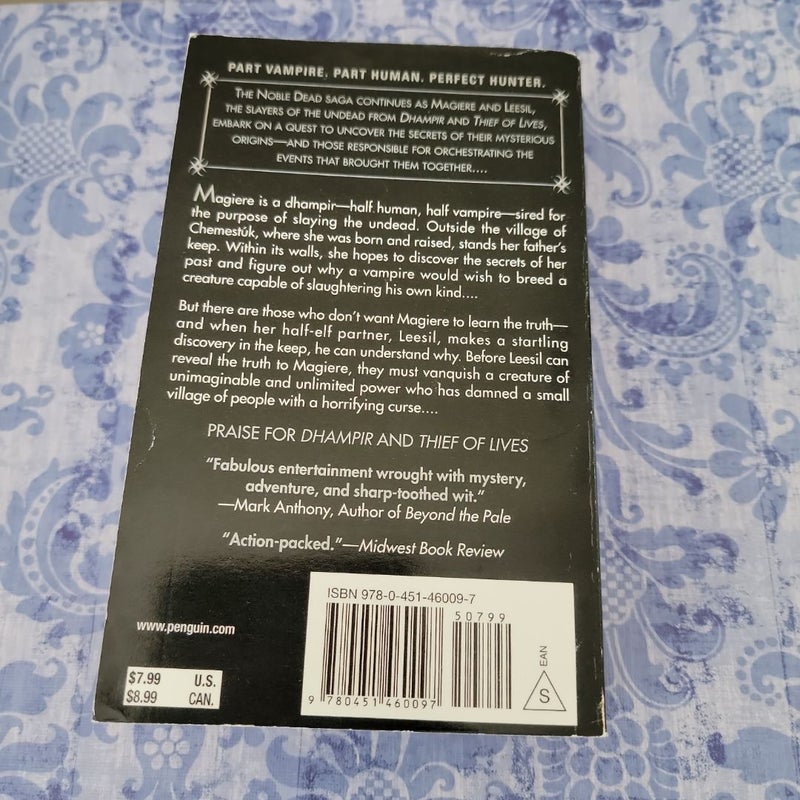 PART VAMPIRE. PART HUMAN. PERFECT HUNTER.
THE NOBLE DEAD SAGA CONTINUES AS MAGIERE AND LEESIL,
THE SLAYERS OF THE UNDEAD FROM DHAMPIR AND THIEF OF LIVES,
EMBARK ON A QUEST TO UNCOVER THE SECRETS OF THEIR MYSTERIOUS
ORIGINS—AND THOSE RESPONSIBLE FOR ORCHESTRATING THE
EVENTS THAT BROUGHT THEM TOGETHER....
Magiere is a dhampir—half human, half vampire—sired for
the purpose of slaying the undead. Outside the village of
Chemestúk, where she was born and raised, stands her father's
keep. Within its walls, she hopes to discover the secrets of her
past and figure out why a vampire would wish to breed a
creature capable of slaughtering his own kind....
But there are those who don't want Magiere to learn the truth—
and when her half-elf partner, Leesil, makes a startling
discovery in the keep, he can understand why. Before Leesil can
reveal the truth to Magiere, they must vanquish a creature of
unimaginable and unlimited power who has damned a small
village of people with a horrifying curse....
PRAISE FOR DHAMPIR AND THIEF OF LIVES
"Fabulous entertainment wrought with mystery,
adventure, and sharp-toothed wit."
—Mark Anthony, Author of Beyond the Pale
"Action-packed."—Midwest Book Review
ISBN 978-0-451-46009-7
50799
9 780451 460097
EAN
S
www.penguin.com
$7.99 U.S.
$8.99 CAN.